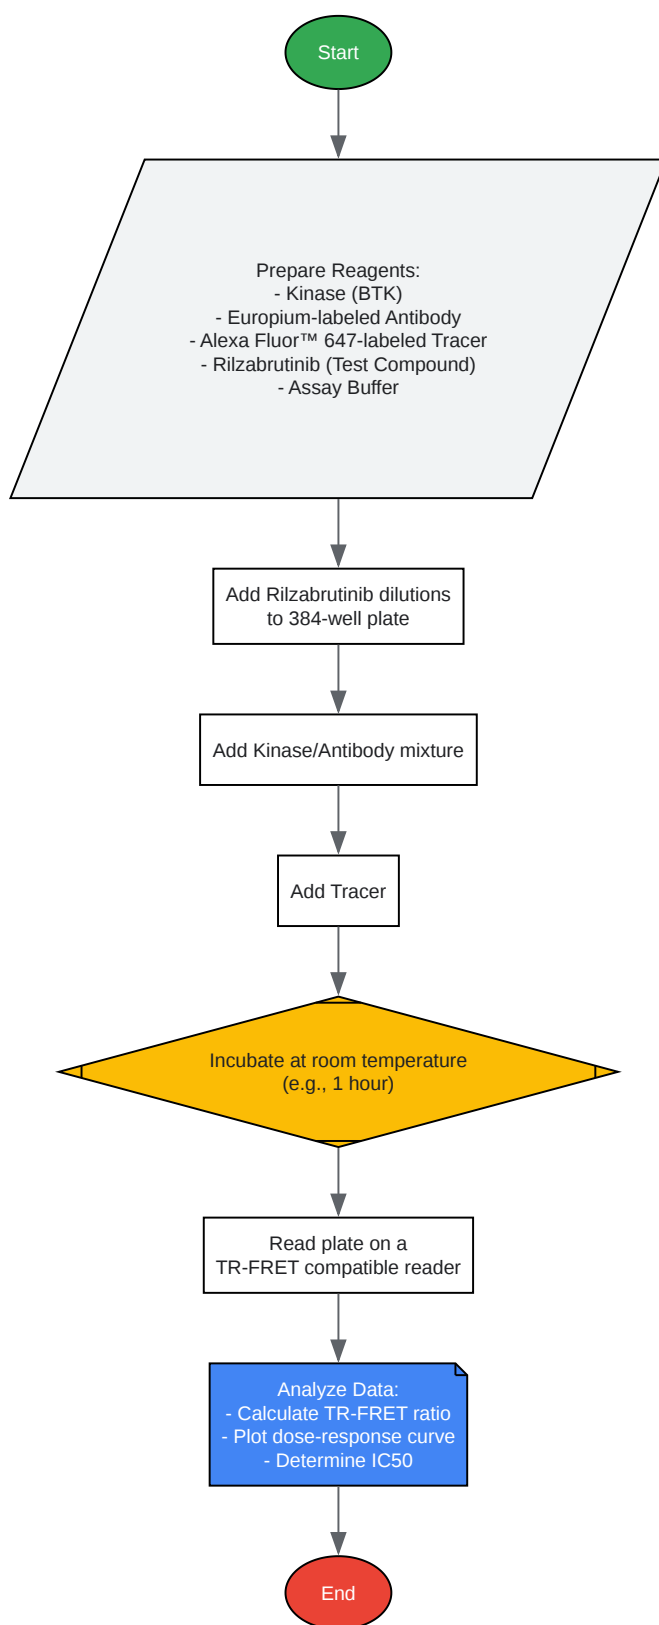 Start
Prepare Reagents:
- Kinase (BTK)
- Europium-labeled Antibody
- Alexa Fluor™ 647-labeled Tracer
- Rilzabrutinib (Test Compound)
- Assay Buffer
Add Rilzabrutinib dilutions
to 384-well plate
Add Kinase/Antibody mixture
Add Tracer
Incubate at room temperature
(e.g., 1 hour)
Read plate on a
TR-FRET compatible reader
Analyze Data:
- Calculate TR-FRET ratio
- Plot dose-response curve
- Determine IC50
End